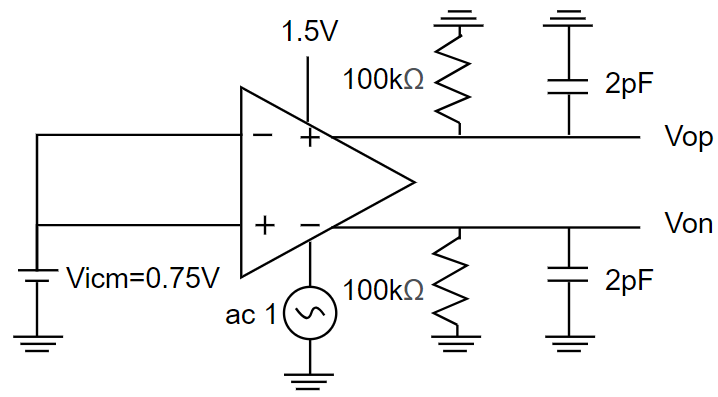 1.5V
100kΩ
2pF
−
+
Vop
+
−
Von
Vicm=0.75V
100kΩ
2pF
ac 1